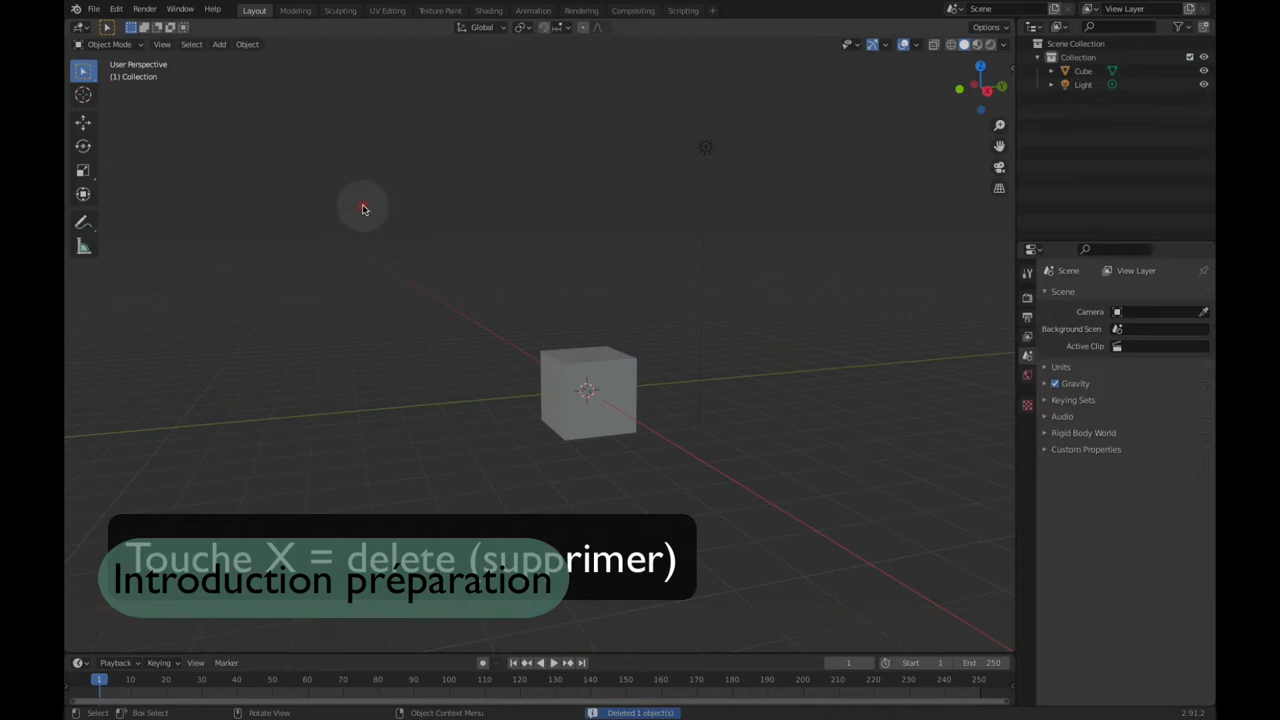 File Edit Render Window Help Layout Modeling Sculpting UV Editing Texture Paint Shading Animation Rendering Compositing Scripting + Scene View Layer
Global Options
Object Mode View Select Add Object
User Perspective
(1) Collection
Z
Y
X
Scene Collection
Collection
Cube
Light
Scene View Layer
Scene
Camera
Background Scen
Active Clip
Units
Gravity
Keying Sets
Audio
Rigid Body World
Custom Properties
Touche X = delete (supprimer)
Introduction préparation
Playback Keying View Marker 1 Start 1 End 250
1 10 20 30 40 50 60 70 80 90 100 110 120 130 140 150 160 170 180 190 200 210 220 230 240 250
Select Box Select Rotate View Object Context Menu Deleted 1 object(s) 2.91.2